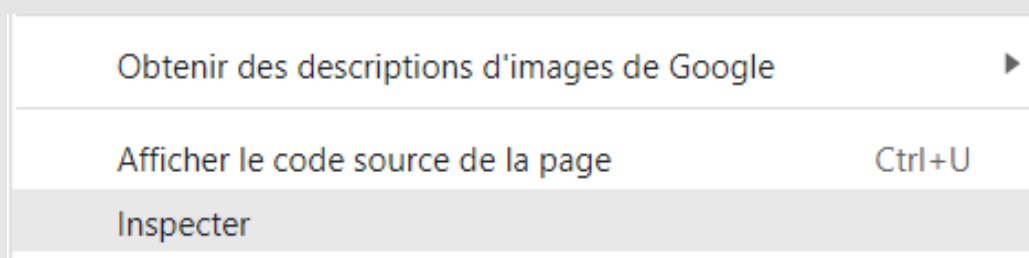 Obtenir des descriptions d'images de Google
Afficher le code source de la page Ctrl+U
Inspecter